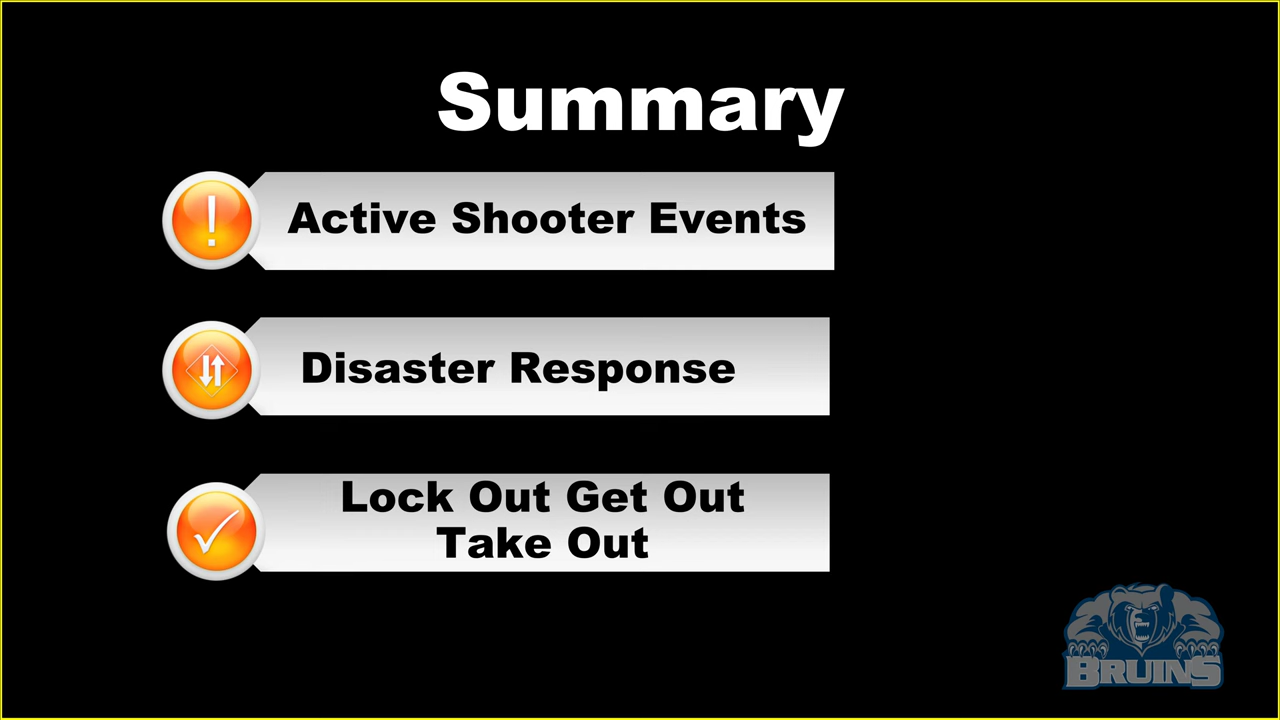 Summary
!
Active Shooter Events
Disaster Response
Lock Out Get Out
Take Out
BRUINS